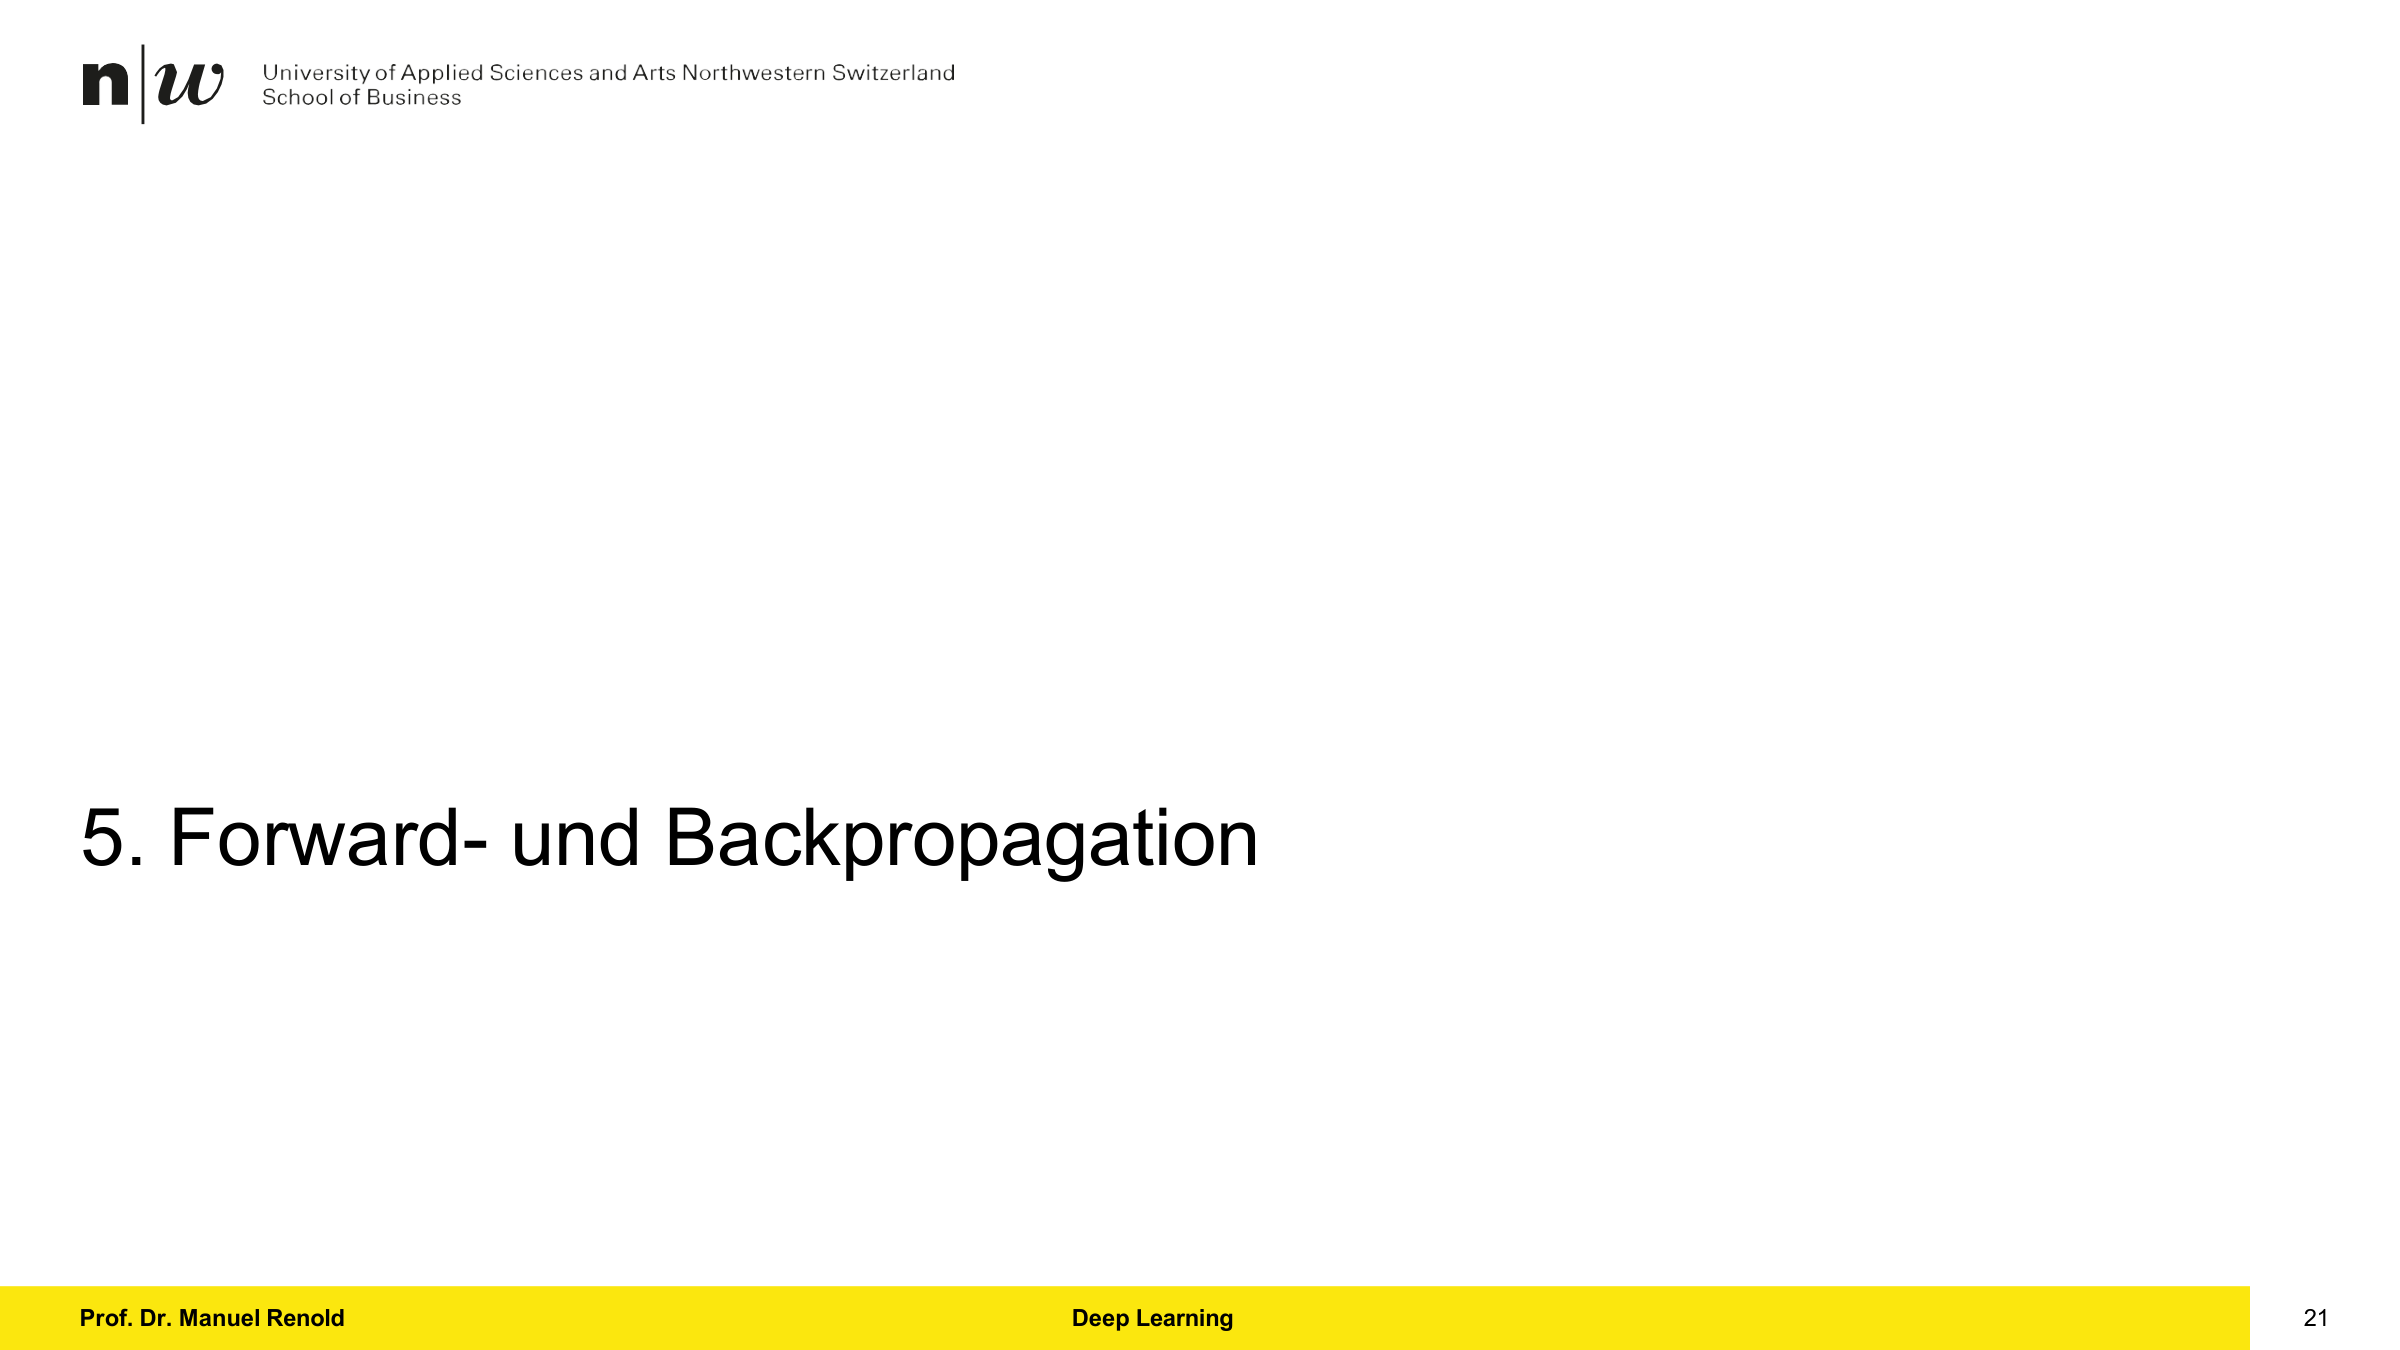 n|w
University of Applied Sciences and Arts Northwestern Switzerland
School of Business
5. Forward- und Backpropagation
Prof. Dr. Manuel Renold
Deep Learning
21